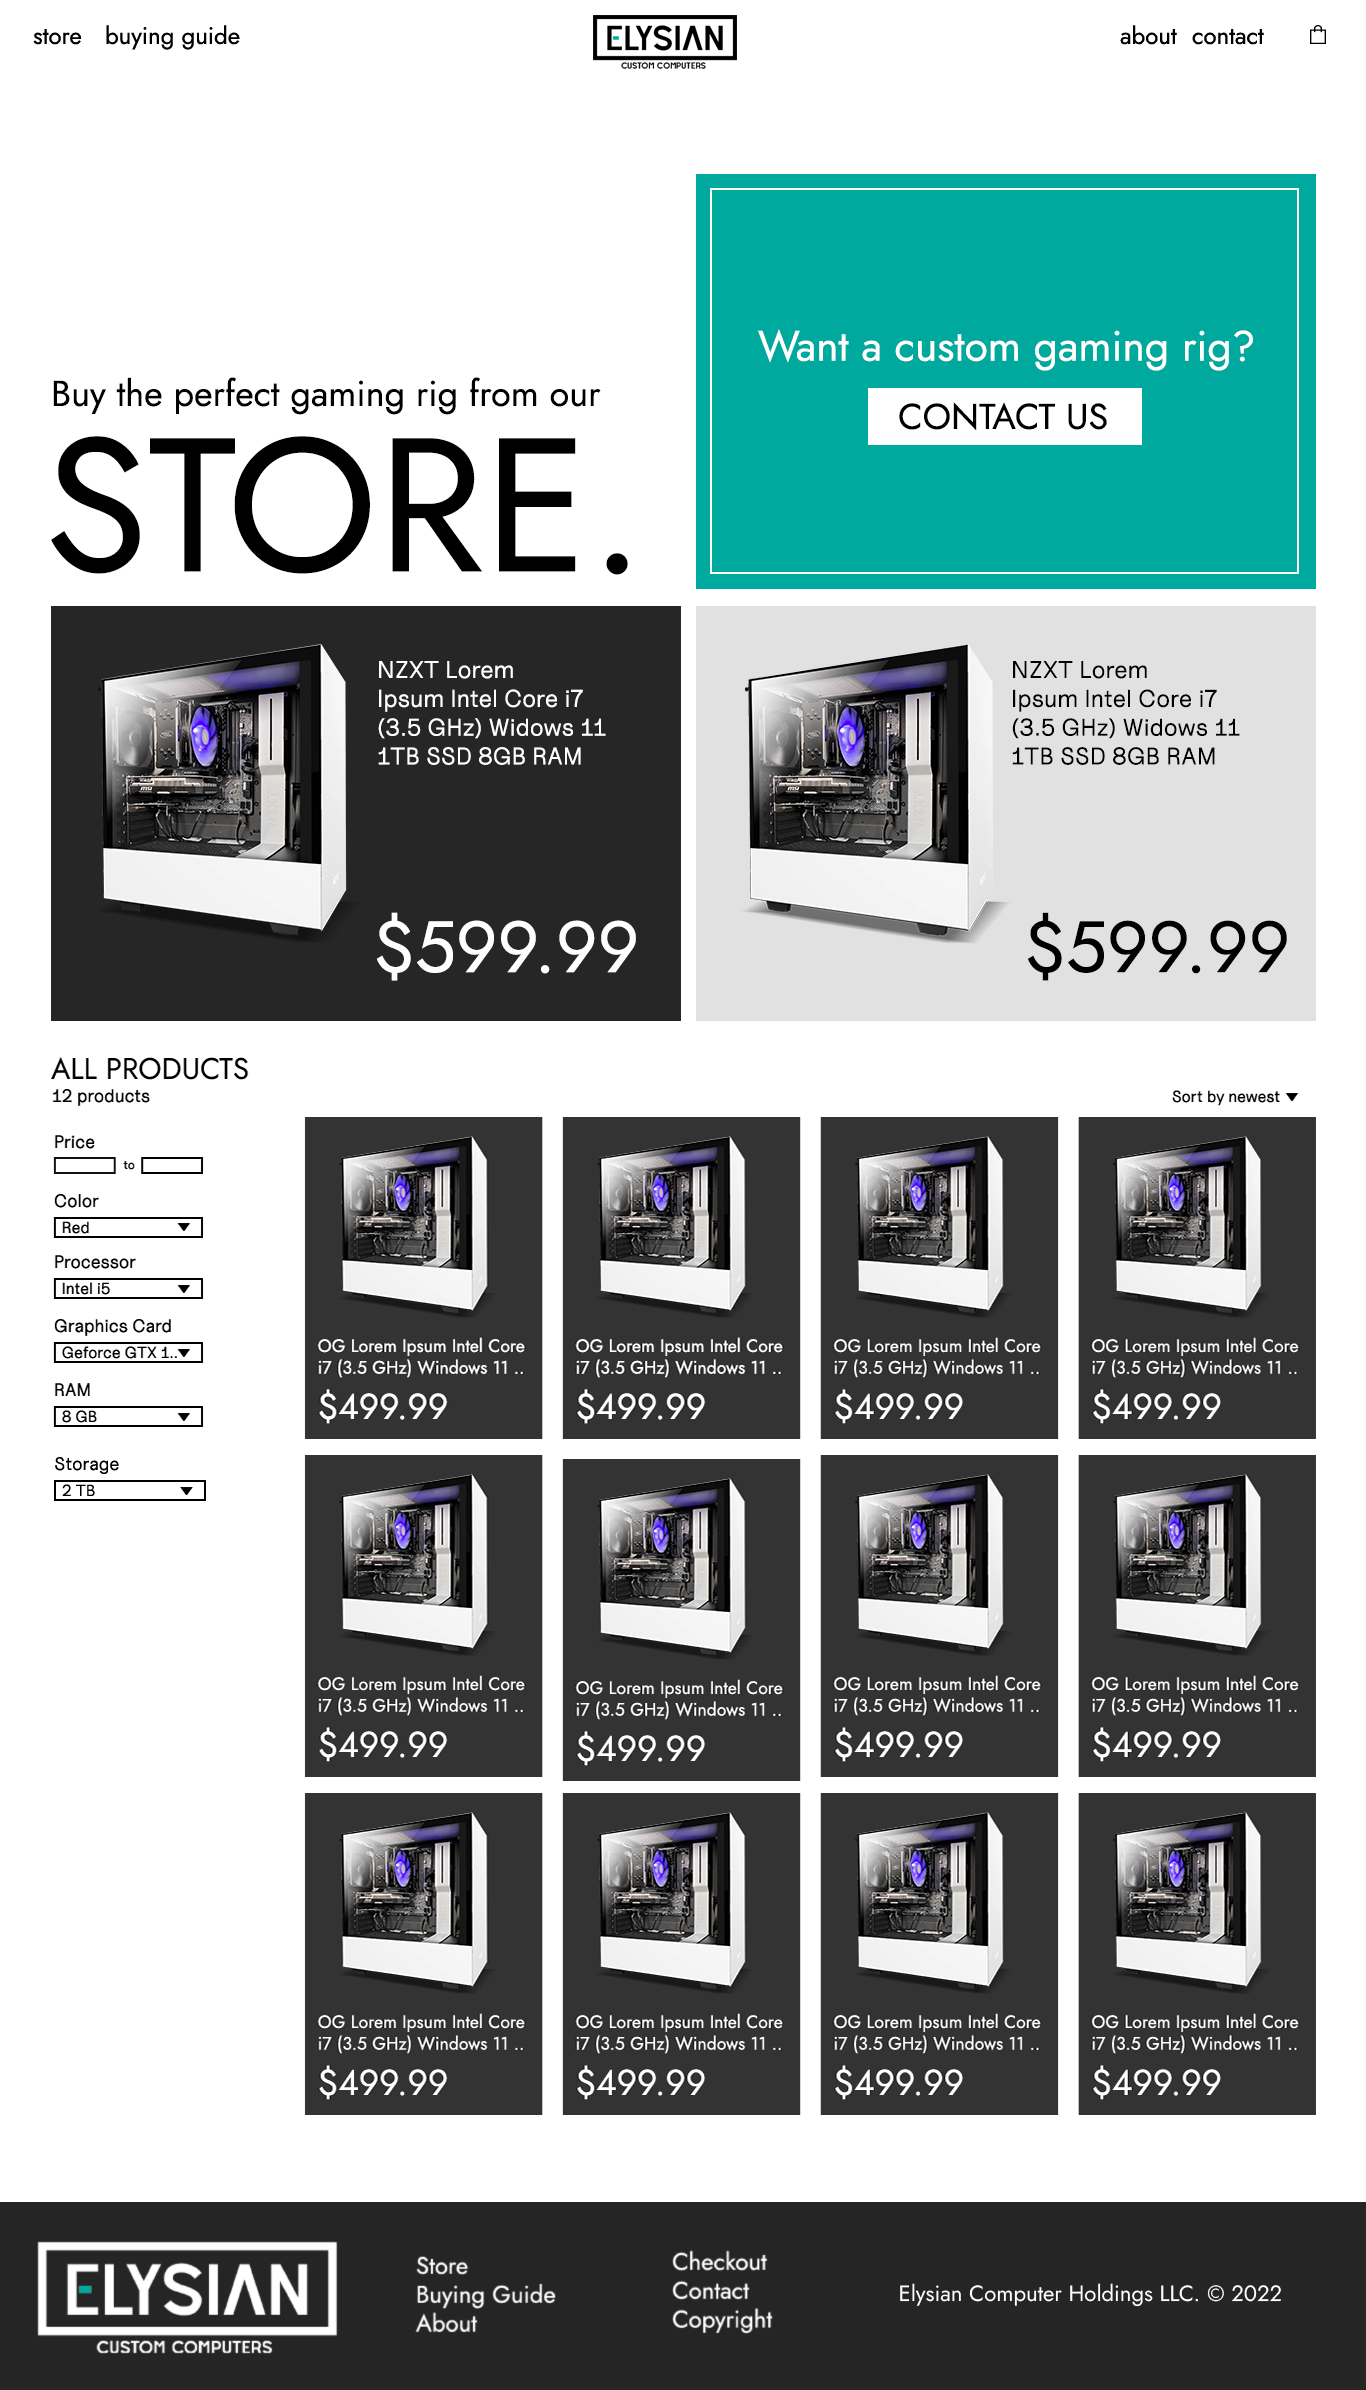 store buying guide
ELYSIAN
CUSTOM COMPUTERS
about contact
Buy the perfect gaming rig from our
STORE.
Want a custom gaming rig?
CONTACT US
NZXT Lorem
Ipsum Intel Core i7
(3.5 GHz) Widows 11
1TB SSD 8GB RAM
$599.99
NZXT Lorem
Ipsum Intel Core i7
(3.5 GHz) Widows 11
1TB SSD 8GB RAM
$599.99
ALL PRODUCTS
12 products
Sort by newest
Price
to
Color
Red
Processor
Intel i5
Graphics Card
Geforce GTX 1..
RAM
8 GB
Storage
2 TB
OG Lorem Ipsum Intel Core
i7 (3.5 GHz) Windows 11 ..
$499.99
OG Lorem Ipsum Intel Core
i7 (3.5 GHz) Windows 11 ..
$499.99
OG Lorem Ipsum Intel Core
i7 (3.5 GHz) Windows 11 ..
$499.99
OG Lorem Ipsum Intel Core
i7 (3.5 GHz) Windows 11 ..
$499.99
OG Lorem Ipsum Intel Core
i7 (3.5 GHz) Windows 11 ..
$499.99
OG Lorem Ipsum Intel Core
i7 (3.5 GHz) Windows 11 ..
$499.99
OG Lorem Ipsum Intel Core
i7 (3.5 GHz) Windows 11 ..
$499.99
OG Lorem Ipsum Intel Core
i7 (3.5 GHz) Windows 11 ..
$499.99
OG Lorem Ipsum Intel Core
i7 (3.5 GHz) Windows 11 ..
$499.99
OG Lorem Ipsum Intel Core
i7 (3.5 GHz) Windows 11 ..
$499.99
OG Lorem Ipsum Intel Core
i7 (3.5 GHz) Windows 11 ..
$499.99
OG Lorem Ipsum Intel Core
i7 (3.5 GHz) Windows 11 ..
$499.99
ELYSIAN
CUSTOM COMPUTERS
Store
Buying Guide
About
Checkout
Contact
Copyright
Elysian Computer Holdings LLC. © 2022